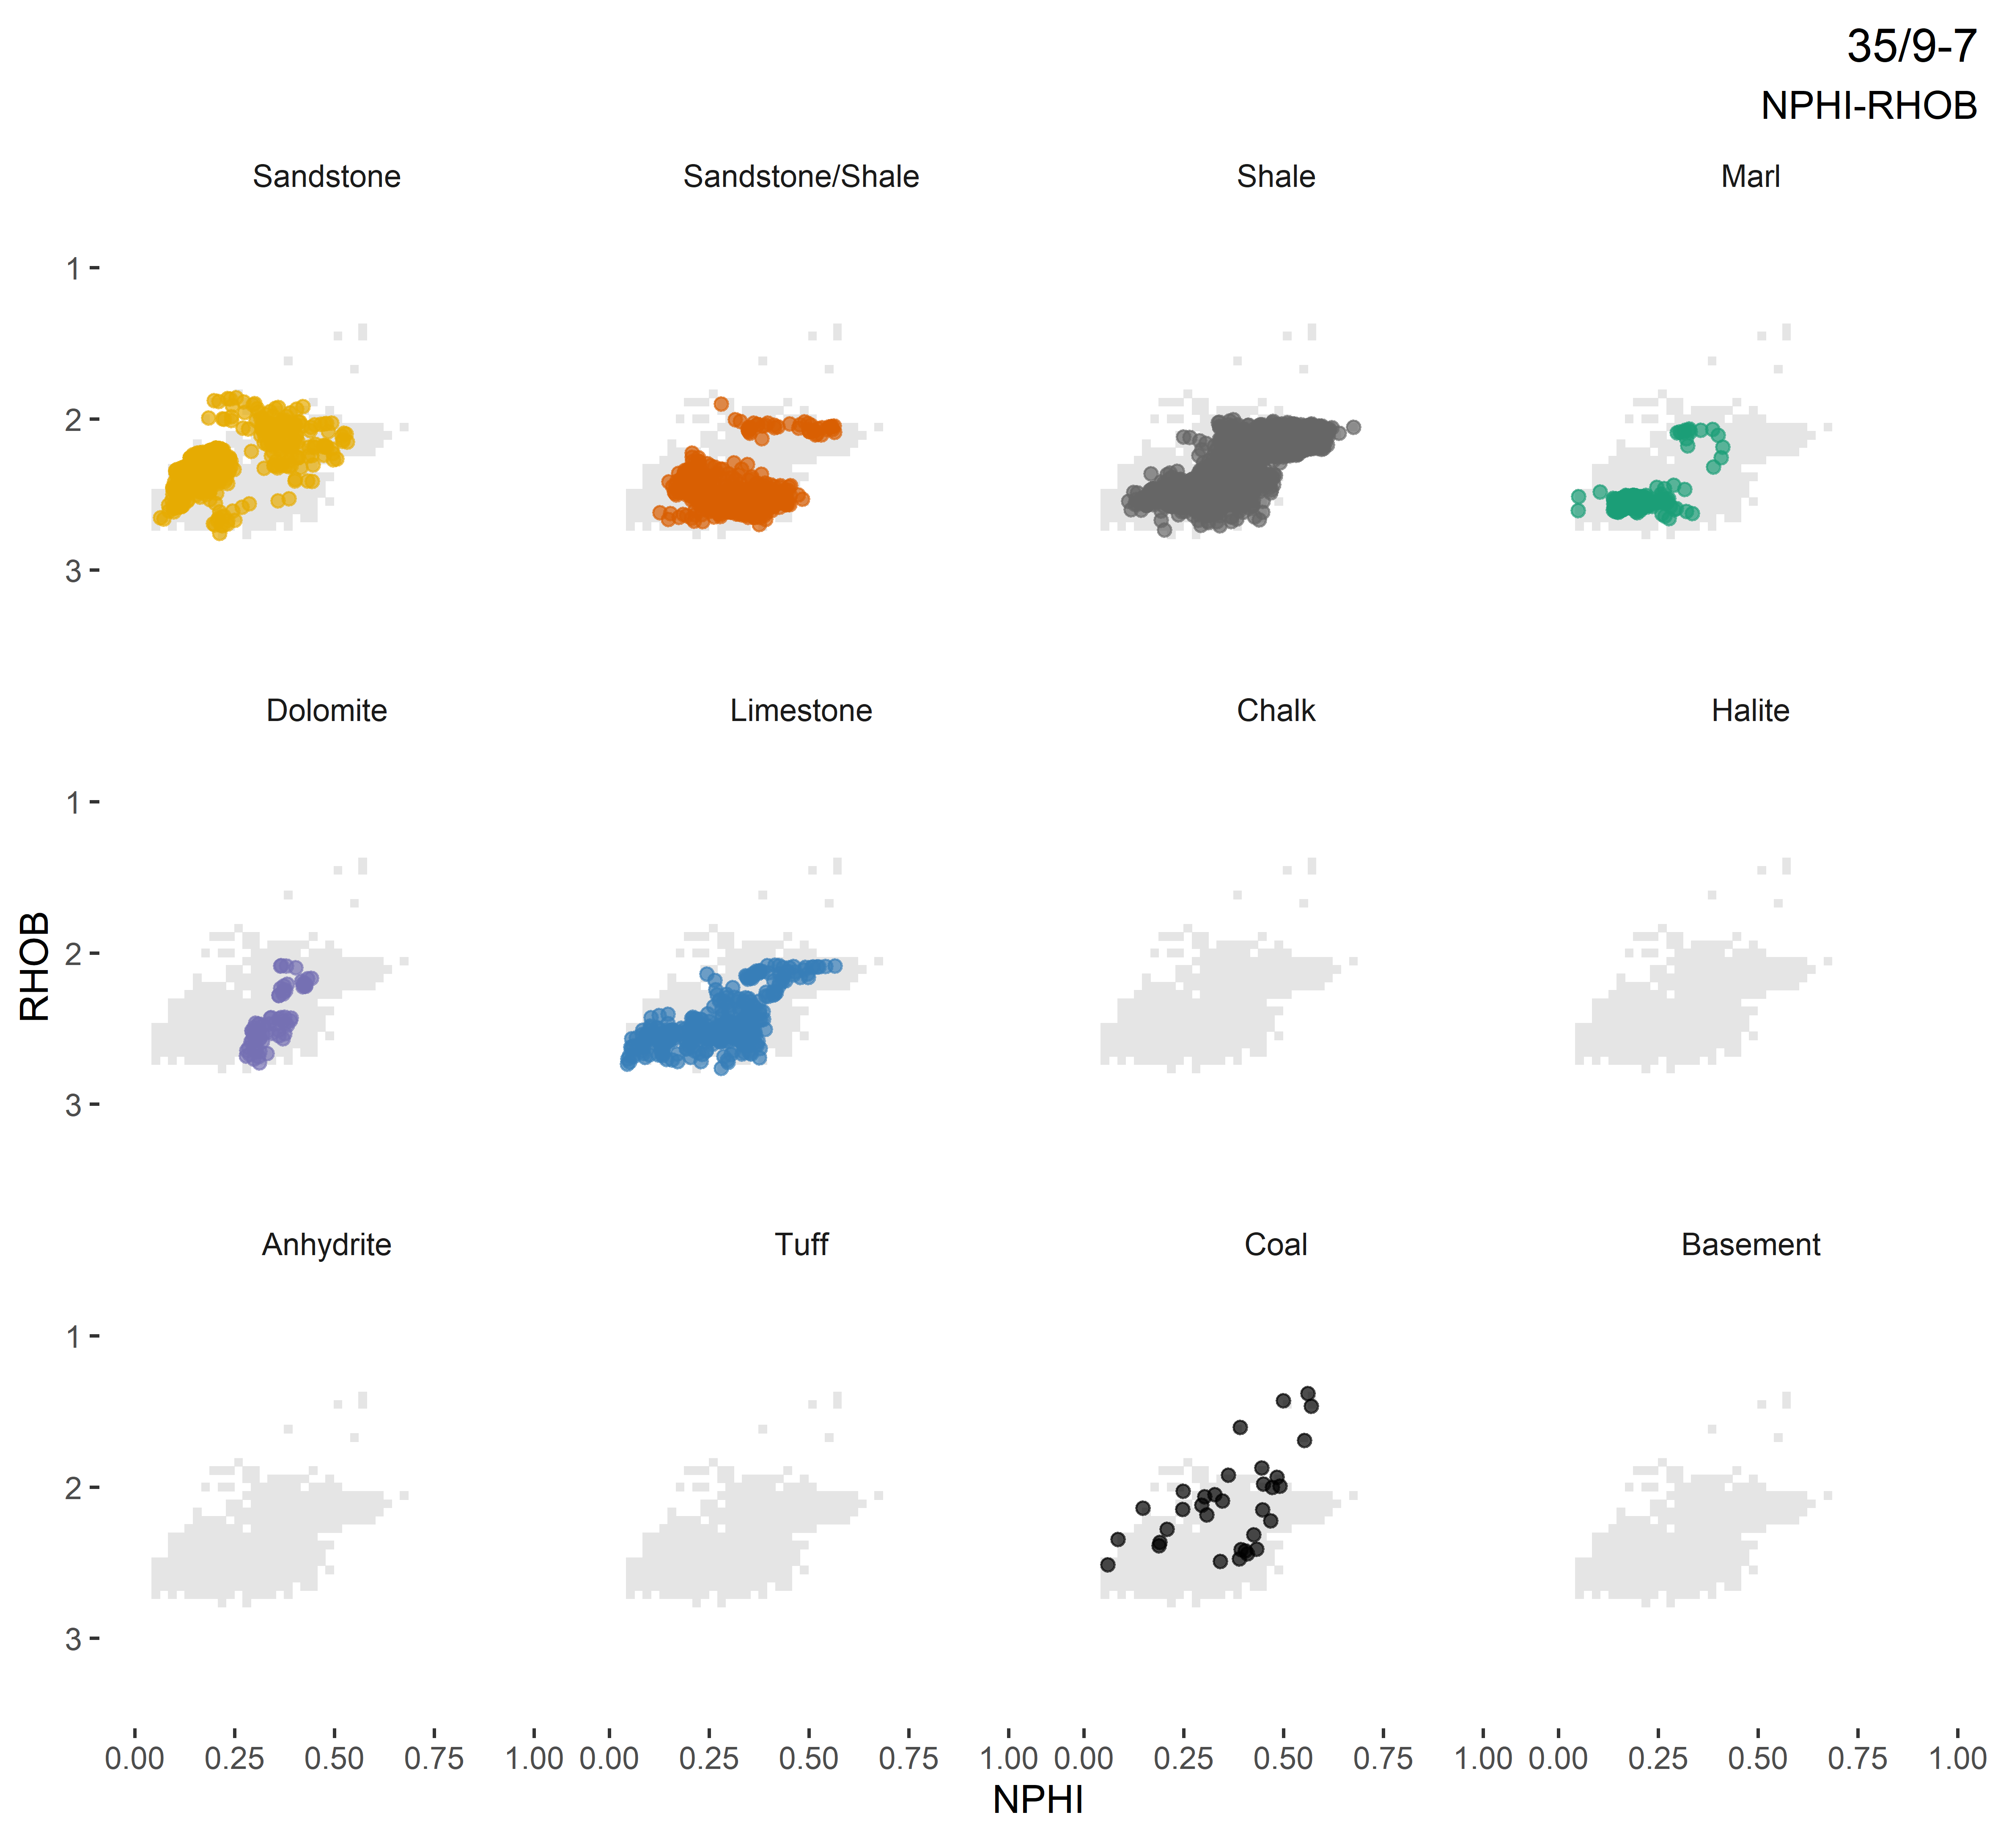 35/9-7
NPHI-RHOB
Sandstone Sandstone/Shale Shale Marl
1
2
3
Dolomite Limestone Chalk Halite
1
2
3
RHOB
Anhydrite Tuff Coal Basement
1
2
3
0.00 0.25 0.50 0.75 1.00 0.00 0.25 0.50 0.75 1.00 0.00 0.25 0.50 0.75 1.00 0.00 0.25 0.50 0.75 1.00
NPHI